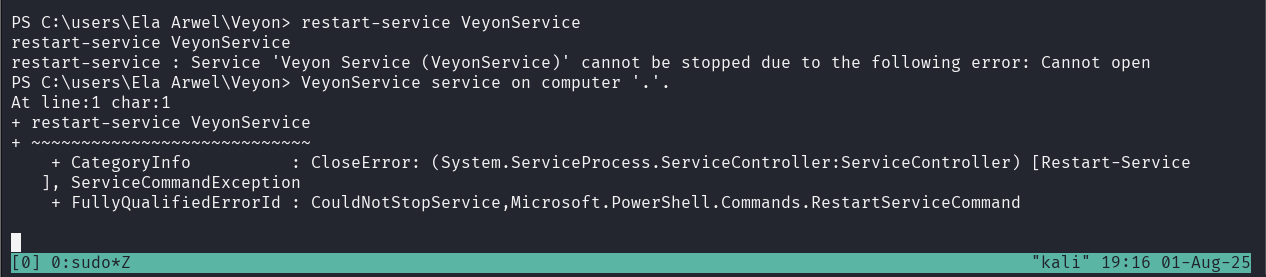 PS C:\users\Ela Arwel\Veyon> restart-service VeyonService
restart-service VeyonService
restart-service : Service 'Veyon Service (VeyonService)' cannot be stopped due to the following error: Cannot open
PS C:\users\Ela Arwel\Veyon> VeyonService service on computer '.'.
At line:1 char:1
+ restart-service VeyonService
+ ~~~~~~~~~~~~~~~~~~~~~~~~~~~~
    + CategoryInfo          : CloseError: (System.ServiceProcess.ServiceController:ServiceController) [Restart-Service
   ], ServiceCommandException
    + FullyQualifiedErrorId : CouldNotStopService,Microsoft.PowerShell.Commands.RestartServiceCommand
[0] 0:sudo*Z "kali" 19:16 01-Aug-25